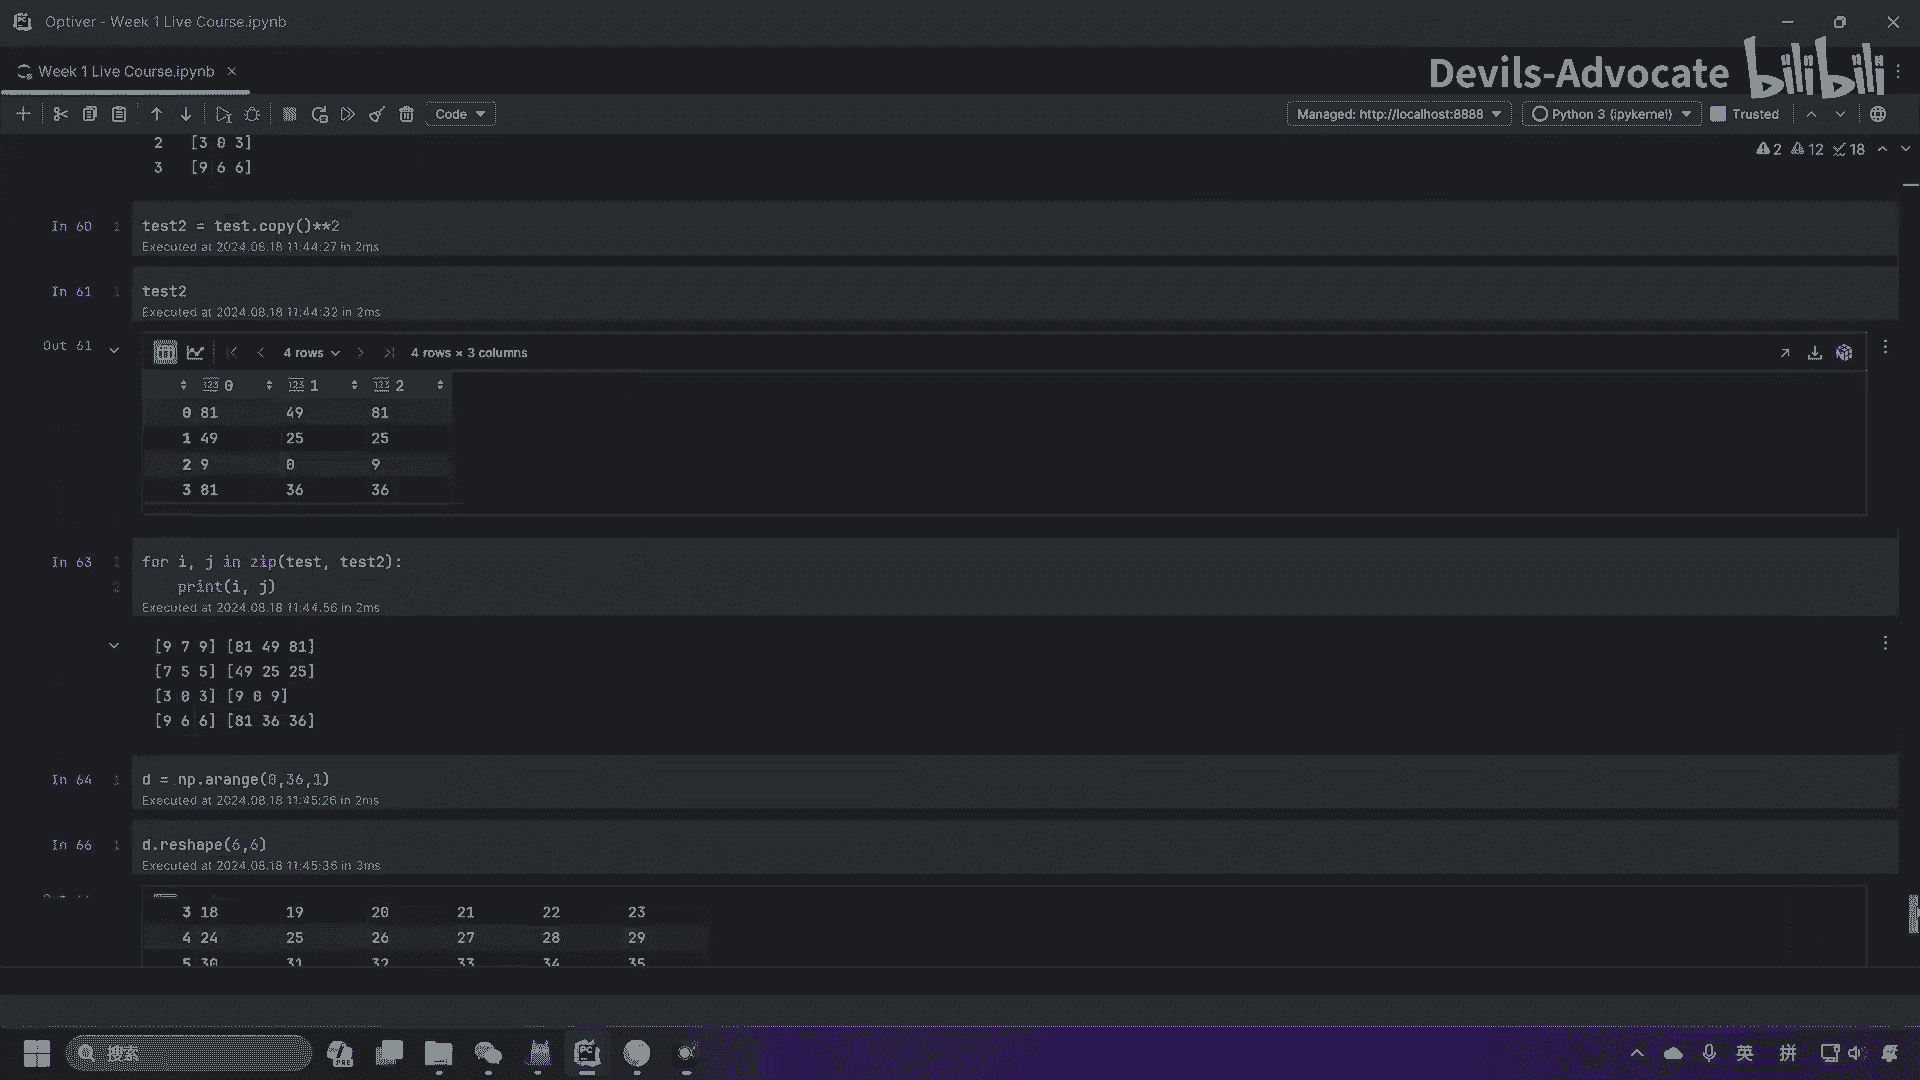 Optiver - Week 1 Live Course.ipynb
Week 1 Live Course.ipynb
Devils-Advocate bilibili
Code
Managed: http://localhost:8888
Python 3 (ipykernel)
Trusted
2 [3 0 3]
3 [9 6 6]
2 12 18
In 60 1 test2 = test.copy()**2
Executed at 2024.08.18 11:44:27 in 2ms
In 61 1 test2
Executed at 2024.08.18 11:44:32 in 2ms
Out 61
4 rows 4 rows × 3 columns
123 0 123 1 123 2
0 81 49 81
1 49 25 25
2 9 0 9
3 81 36 36
In 63 1 for i, j in zip(test, test2):
2 print(i, j)
Executed at 2024.08.18 11:44:56 in 2ms
[9 7 9] [81 49 81]
[7 5 5] [49 25 25]
[3 0 3] [9 0 9]
[9 6 6] [81 36 36]
In 64 1 d = np.arange(0,36,1)
Executed at 2024.08.18 11:45:26 in 2ms
In 66 1 d.reshape(6,6)
Executed at 2024.08.18 11:45:36 in 3ms
3 18 19 20 21 22 23
4 24 25 26 27 28 29
5 30 31 32 33 34 35
搜索
PRE
PC
英
拼